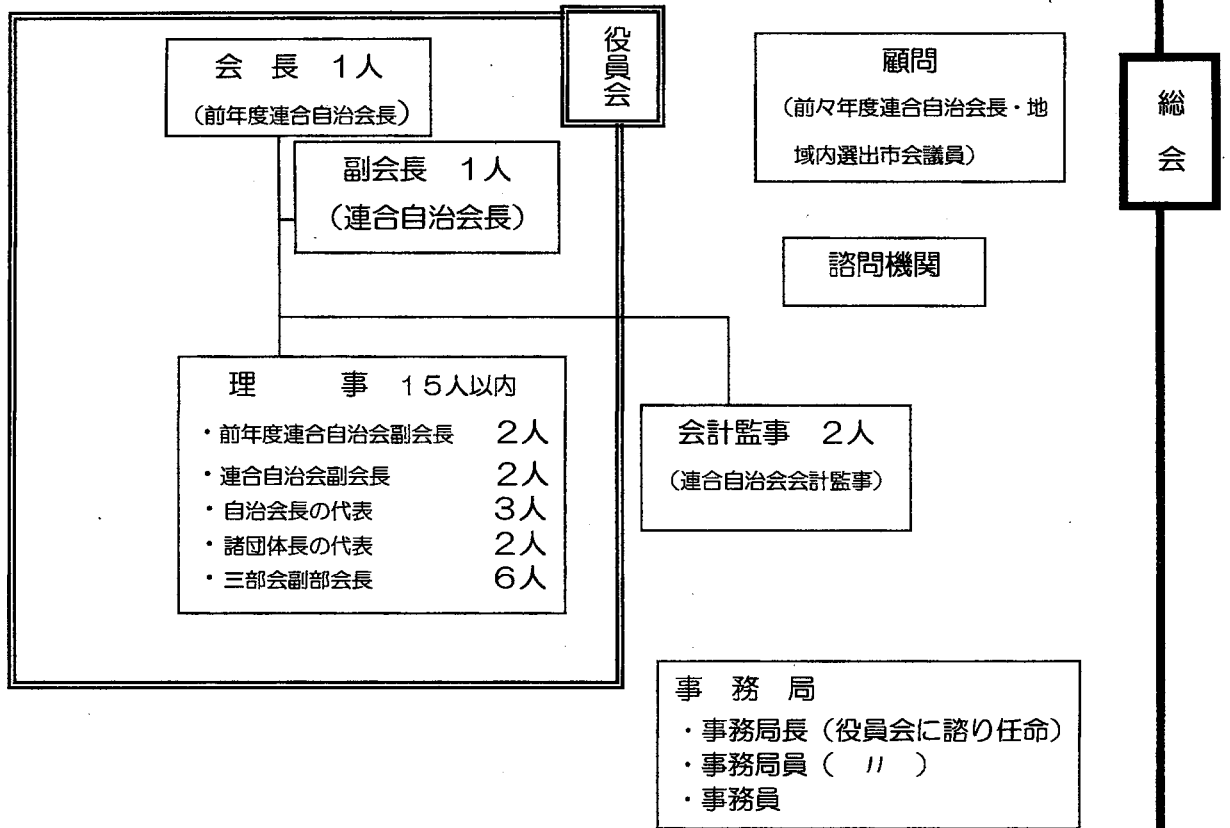 役員会
会　長　１人
（前年度連合自治会長）
副会長　１人
（連合自治会長）
理　　　事　１５人以内
・前年度連合自治会副会長　２人
・連合自治会副会長　２人
・自治会長の代表　３人
・諸団体長の代表　２人
・三部会副部会長　６人
顧問
（前々年度連合自治会長・地
域内選出市会議員）
諮問機関
会計監事　２人
（連合自治会会計監事）
事　務　局
・事務局長（役員会に諮り任命）
・事務局員（　〃　）
・事務員
総会